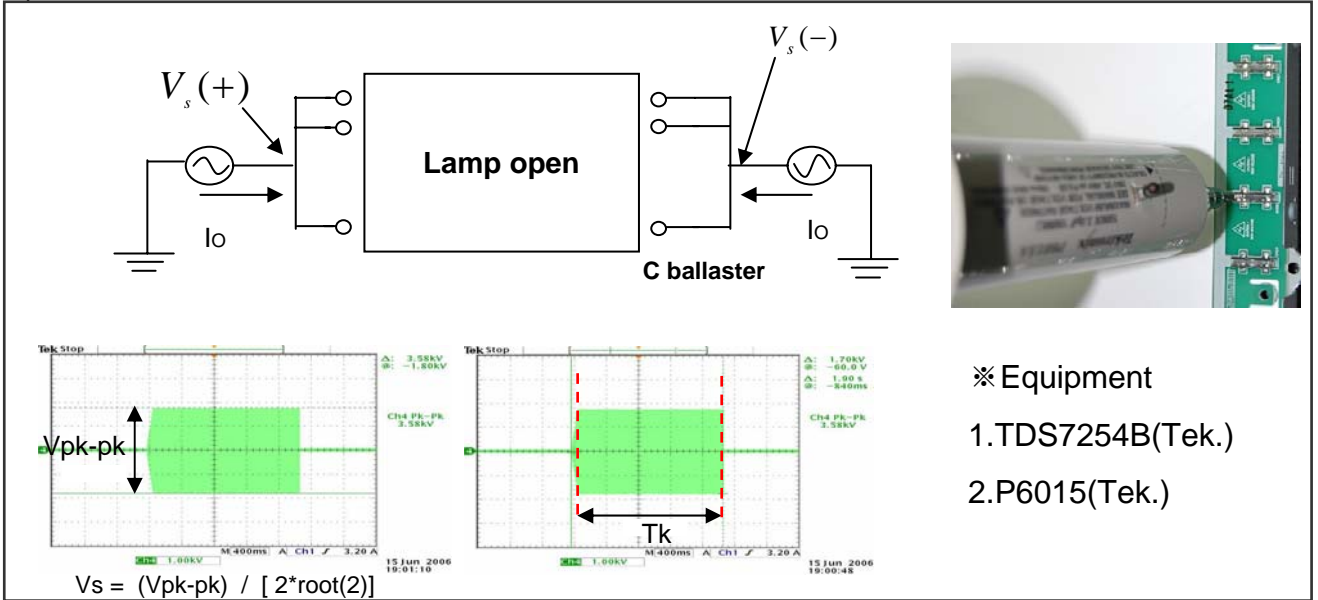 Vs (+)
Vs (−)
Lamp open
Io
Io
C ballaster
Tek Stop
Δ: 3.58kV
@: −1.80kV
Ch4 Pk−Pk
3.58kV
Vpk-pk
Ch4 1.00kV
M 400ms A Ch1 ∫ 3.20 A
15 Jun 2006
19:01:10
Vs = (Vpk-pk) / [ 2*root(2)]
Tek Stop
Δ: 1.70kV
@: −60.0 V
Δ: 1.90 s
@: −840ms
Ch4 Pk−Pk
3.58kV
Tk
Ch4 1.00kV
M 400ms A Ch1 ∫ 3.20 A
15 Jun 2006
19:00:48
※Equipment
1.TDS7254B(Tek.)
2.P6015(Tek.)
Tektronix